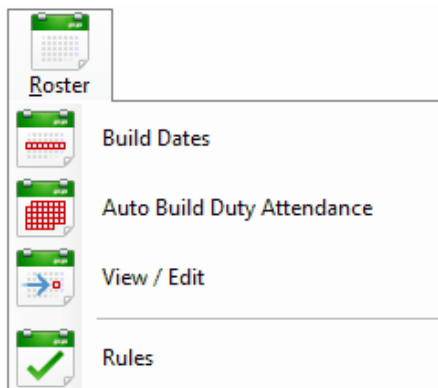 Roster
Build Dates
Auto Build Duty Attendance
View / Edit
Rules